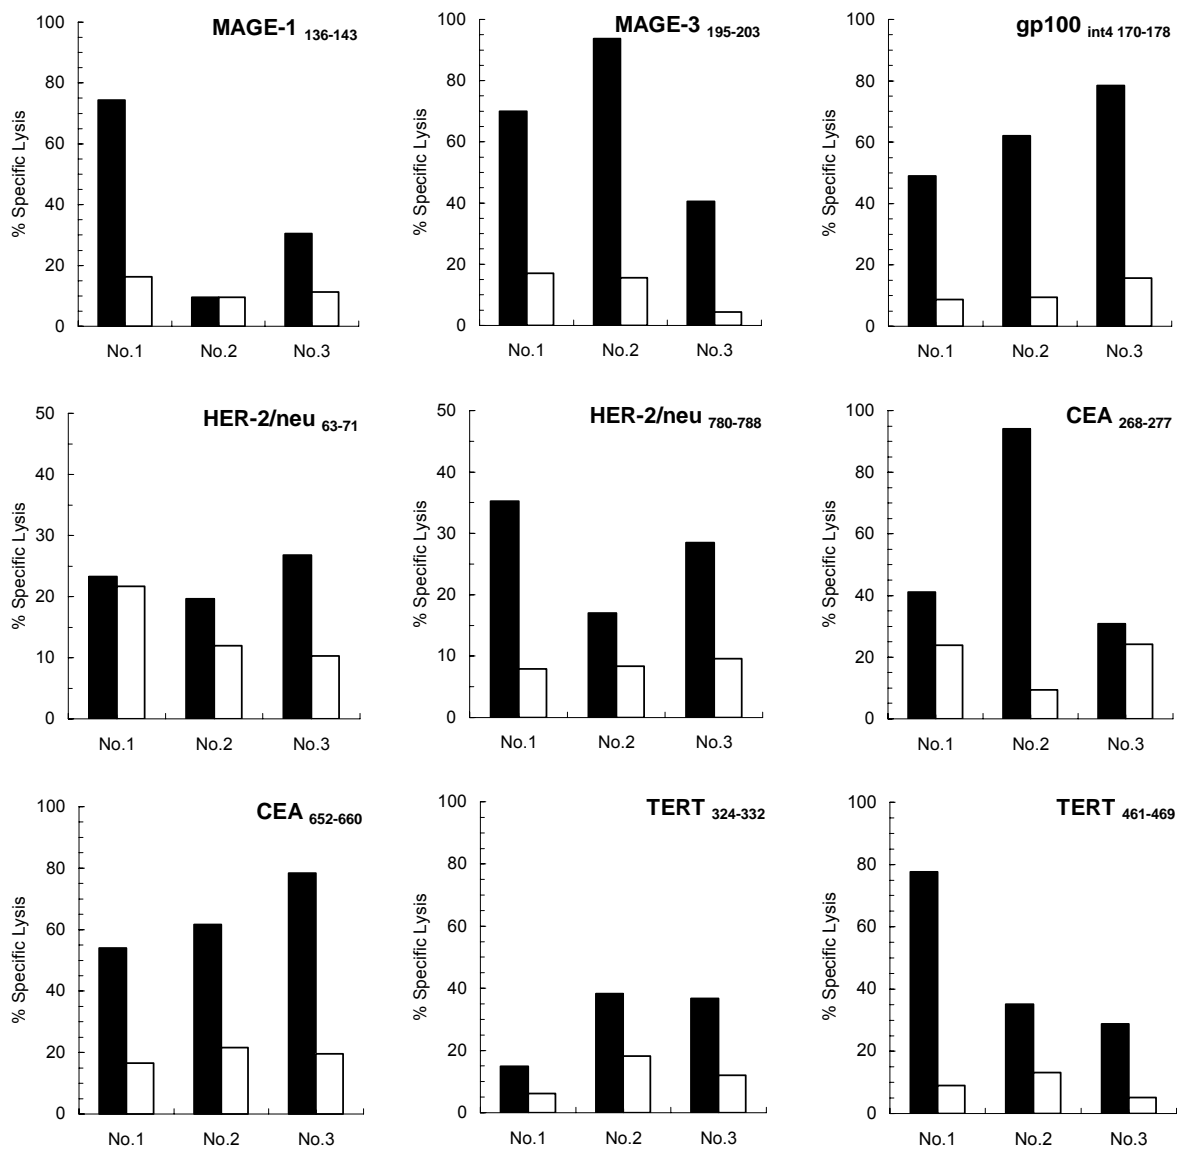 MAGE-1 136-143
% Specific Lysis
100
80
60
40
20
0
No.1 No.2 No.3
MAGE-3 195-203
% Specific Lysis
100
80
60
40
20
0
No.1 No.2 No.3
gp100 int4 170-178
% Specific Lysis
100
80
60
40
20
0
No.1 No.2 No.3
HER-2/neu 63-71
% Specific Lysis
50
40
30
20
10
0
No.1 No.2 No.3
HER-2/neu 780-788
% Specific Lysis
50
40
30
20
10
0
No.1 No.2 No.3
CEA 268-277
% Specific Lysis
100
80
60
40
20
0
No.1 No.2 No.3
CEA 652-660
% Specific Lysis
100
80
60
40
20
0
No.1 No.2 No.3
TERT 324-332
% Specific Lysis
100
80
60
40
20
0
No.1 No.2 No.3
TERT 461-469
% Specific Lysis
100
80
60
40
20
0
No.1 No.2 No.3